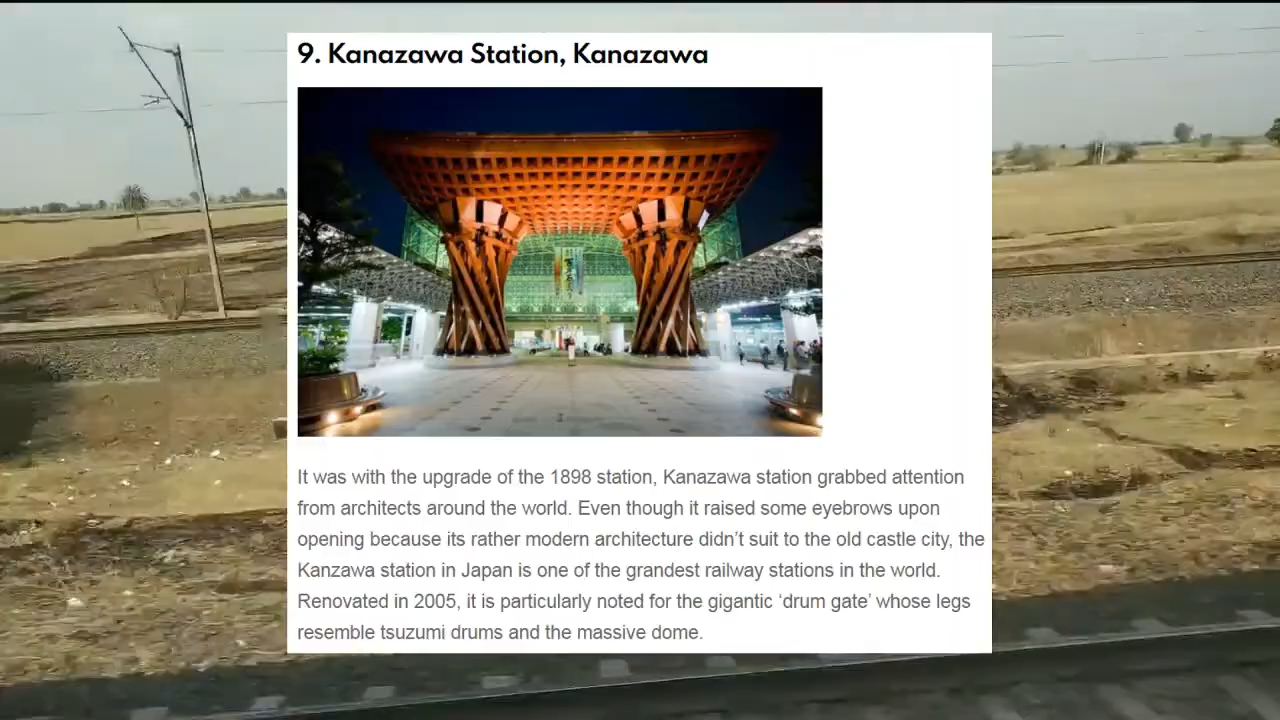 9. Kanazawa Station, Kanazawa
It was with the upgrade of the 1898 station, Kanazawa station grabbed attention
from architects around the world. Even though it raised some eyebrows upon
opening because its rather modern architecture didn’t suit to the old castle city, the
Kanzawa station in Japan is one of the grandest railway stations in the world.
Renovated in 2005, it is particularly noted for the gigantic ‘drum gate’ whose legs
resemble tsuzumi drums and the massive dome.